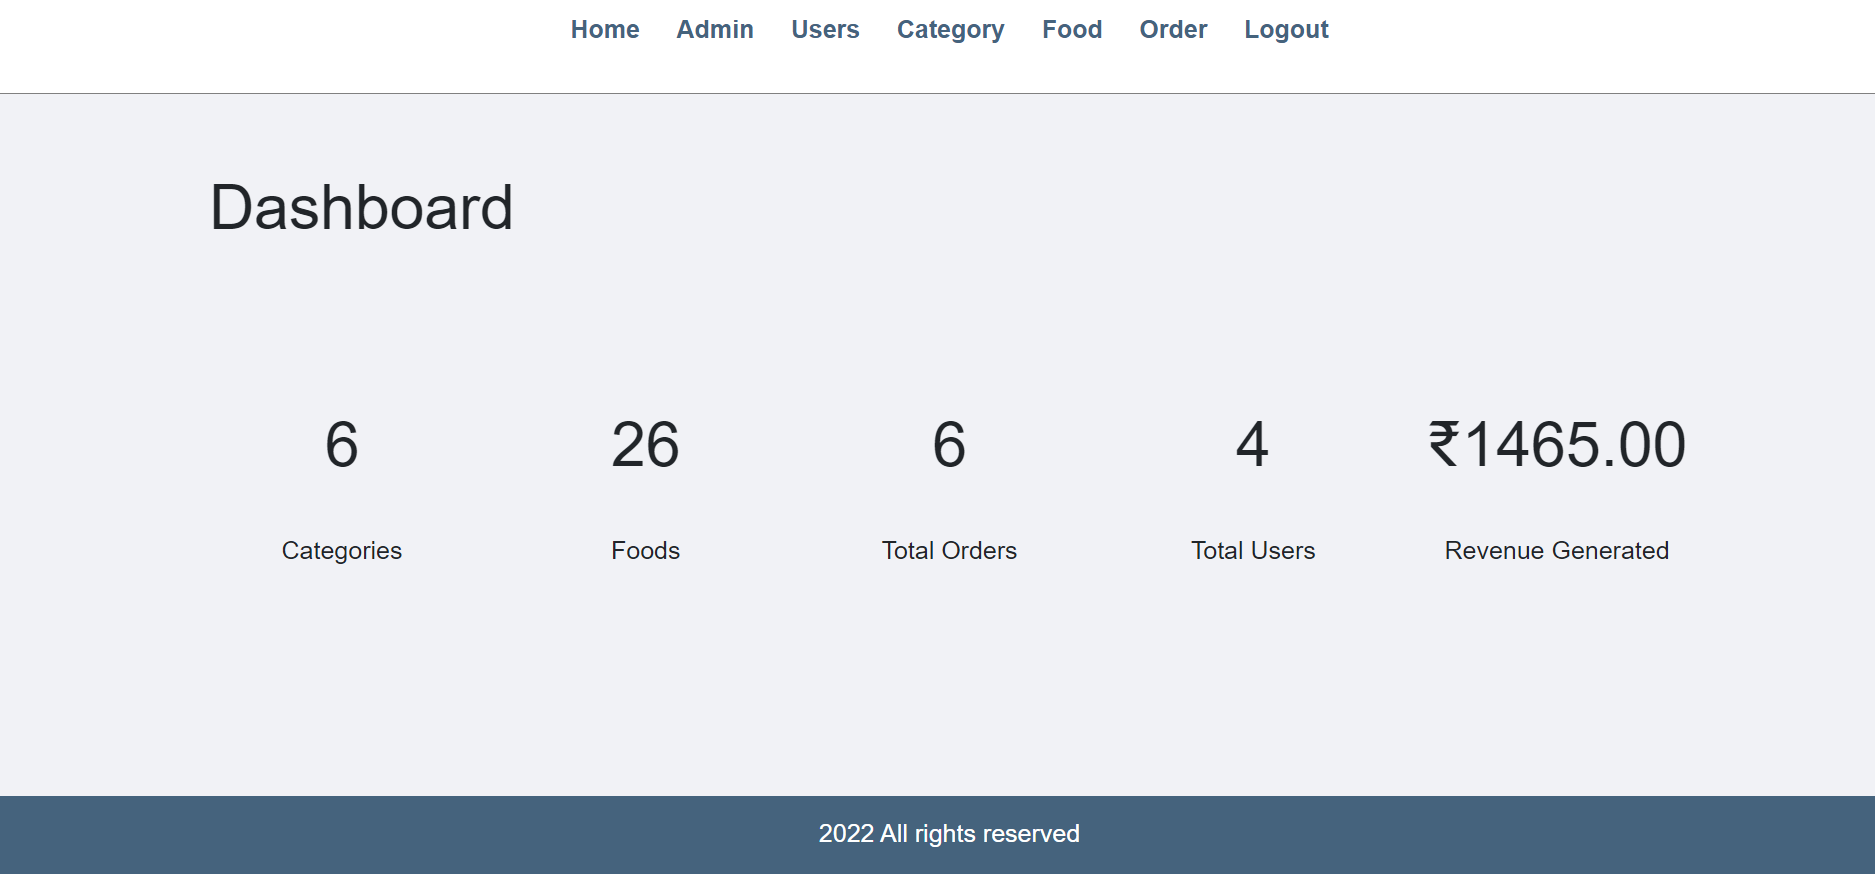 Home Admin Users Category Food Order Logout
Dashboard
6 26 6 4 ₹1465.00
Categories Foods Total Orders Total Users Revenue Generated
2022 All rights reserved